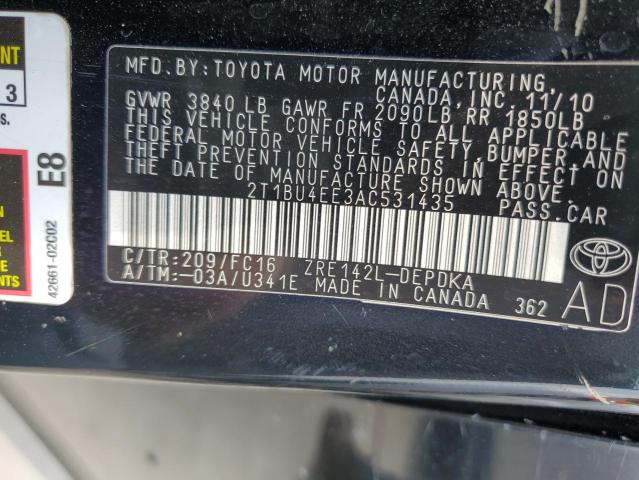 MFD.BY:TOYOTA MOTOR MANUFACTURING,
CANADA, INC. 11/10
GVWR 3840 LB GAWR FR 2090LB RR 1850LB
THIS VEHICLE CONFORMS TO ALL APPLICABLE
FEDERAL MOTOR VEHICLE SAFETY, BUMPER, AND
THEFT PREVENTION STANDARDS IN EFFECT ON
THE DATE OF MANUFACTURE SHOWN ABOVE.
2T1BU4EE3AC531435 PASS.CAR
C/TR:209/FC16 ZRE142L-DEPDKA
A/TM:-03A/U341E MADE IN CANADA 362
TOYOTA
AD
E8
42661-02C02
3